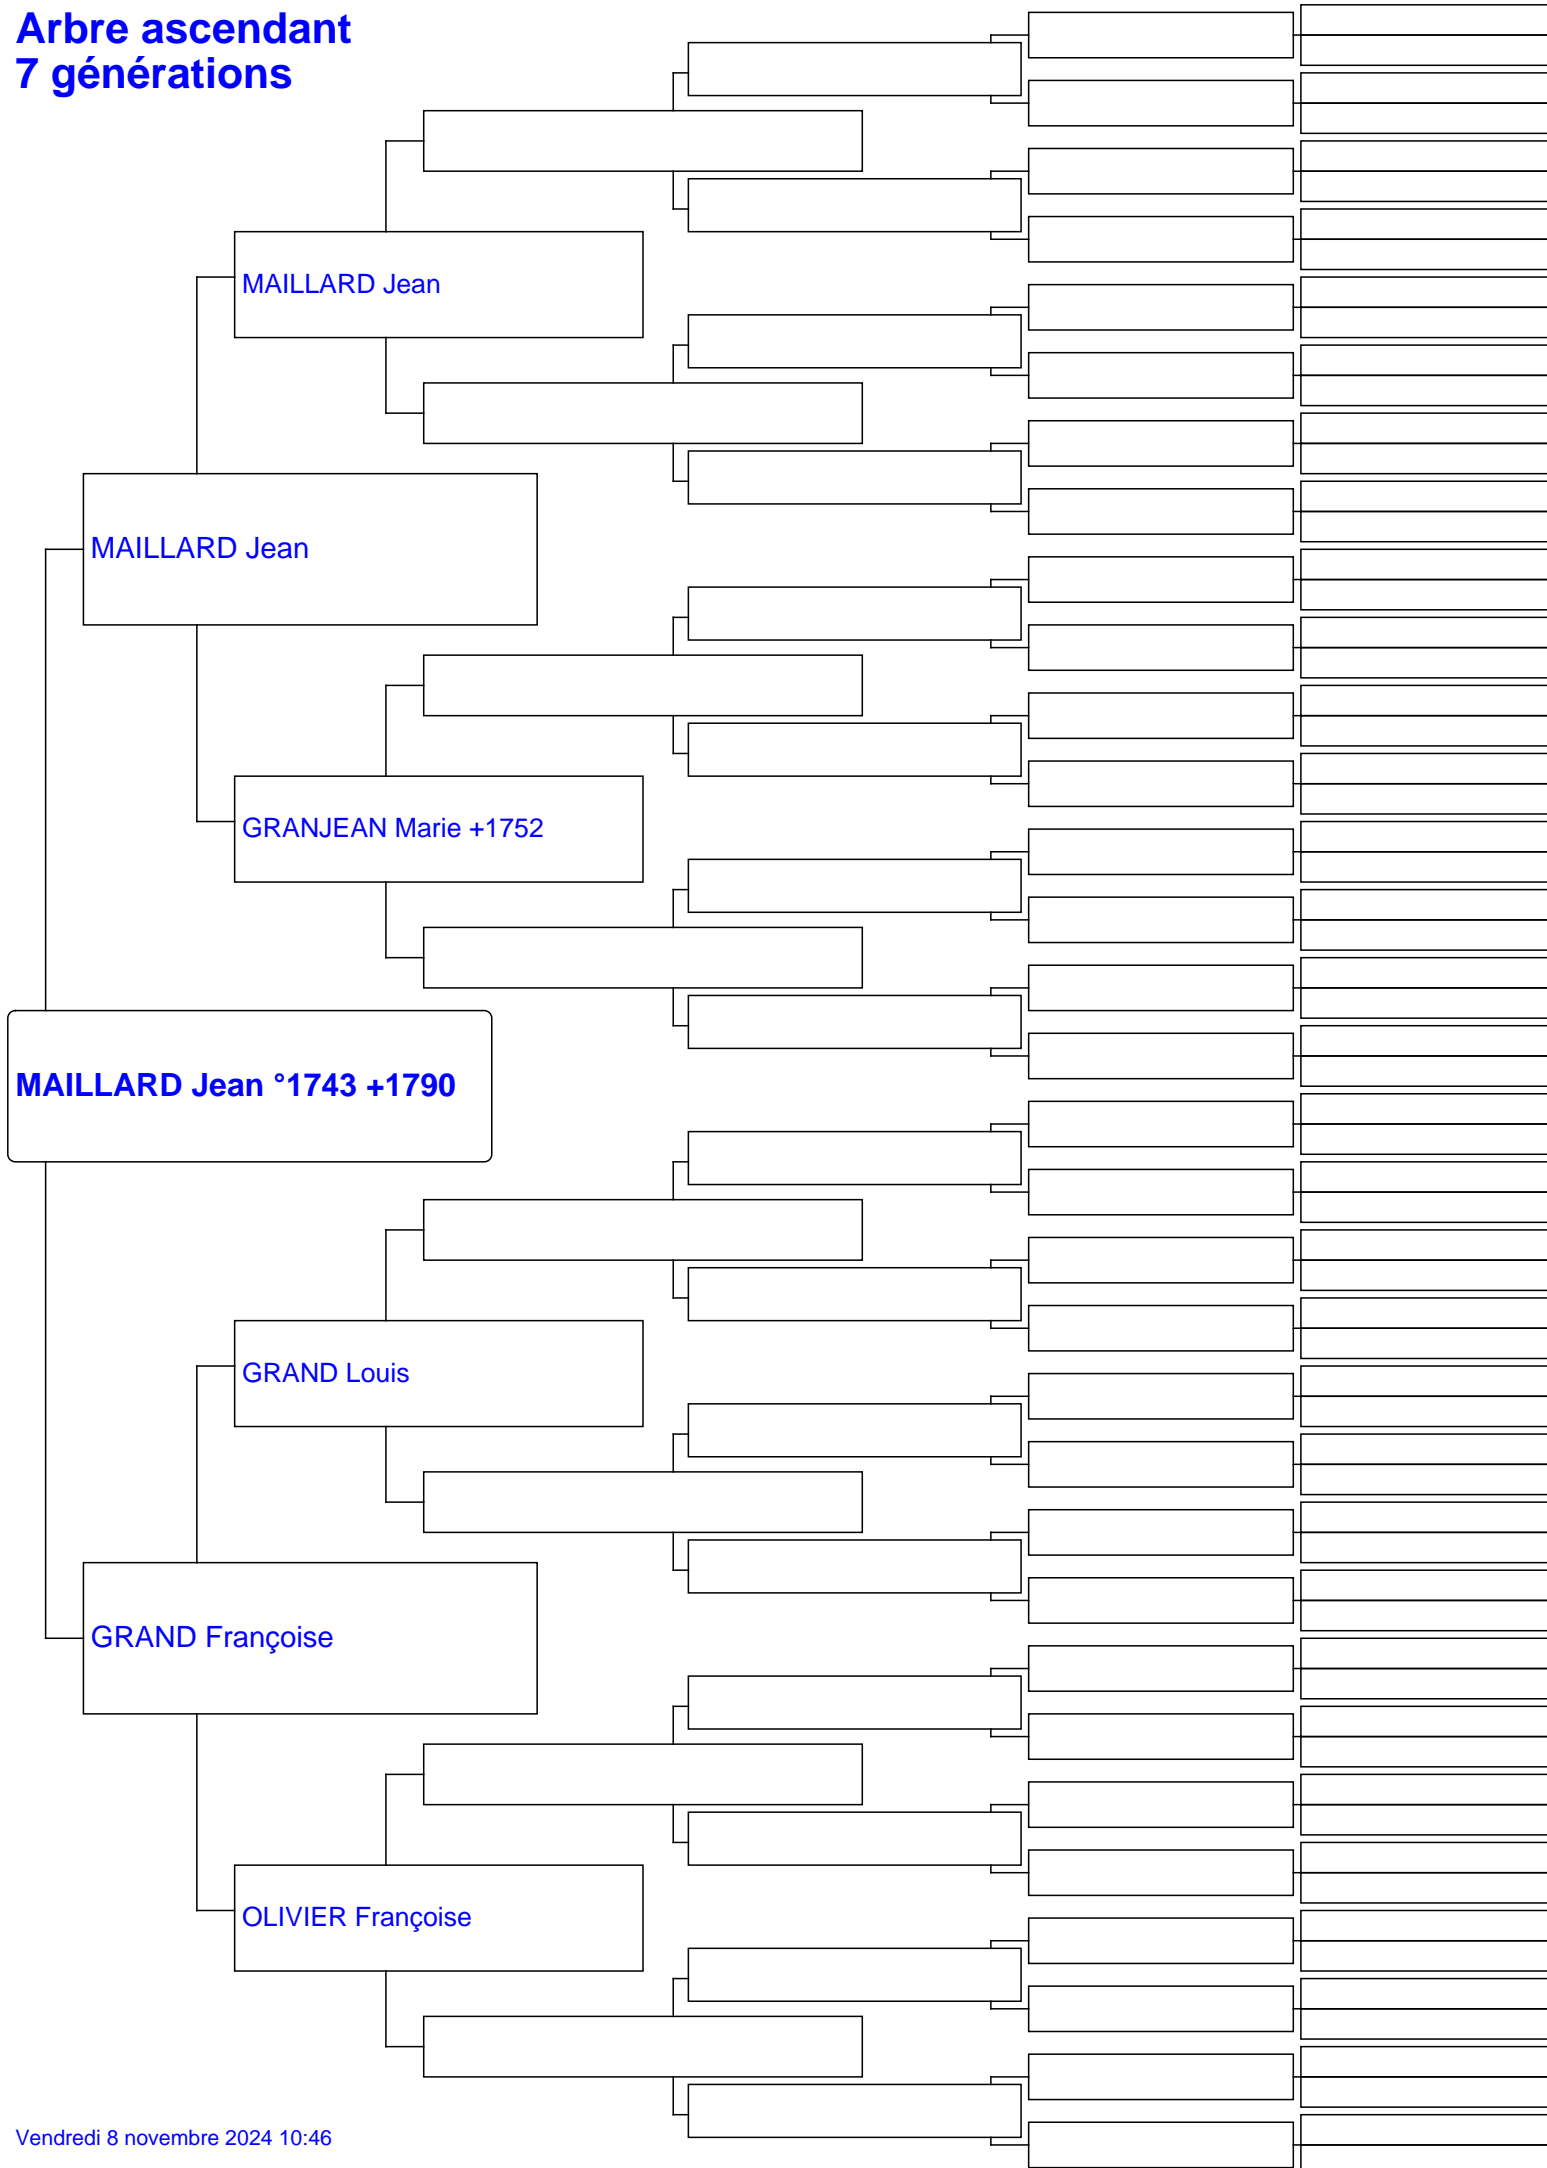 Arbre ascendant
7 générations
MAILLARD Jean
MAILLARD Jean
GRANJEAN Marie +1752
MAILLARD Jean °1743 +1790
GRAND Louis
GRAND Françoise
OLIVIER Françoise
Vendredi 8 novembre 2024 10:46